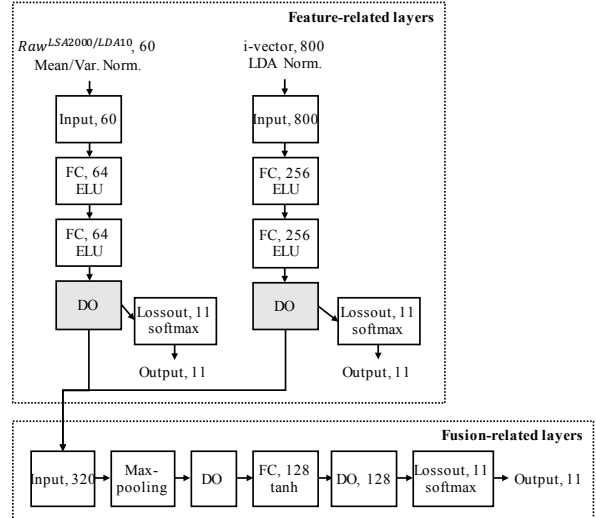 Feature-related layers
Raw^LSA2000/LDA10, 60
Mean/Var. Norm.
Input, 60
FC, 64
ELU
FC, 64
ELU
DO
Lossout, 11
softmax
Output, 11
i-vector, 800
LDA Norm.
Input, 800
FC, 256
ELU
FC, 256
ELU
DO
Lossout, 11
softmax
Output, 11
Fusion-related layers
Input, 320
Max-
pooling
DO
FC, 128
tanh
DO, 128
Lossout, 11
softmax
Output, 11